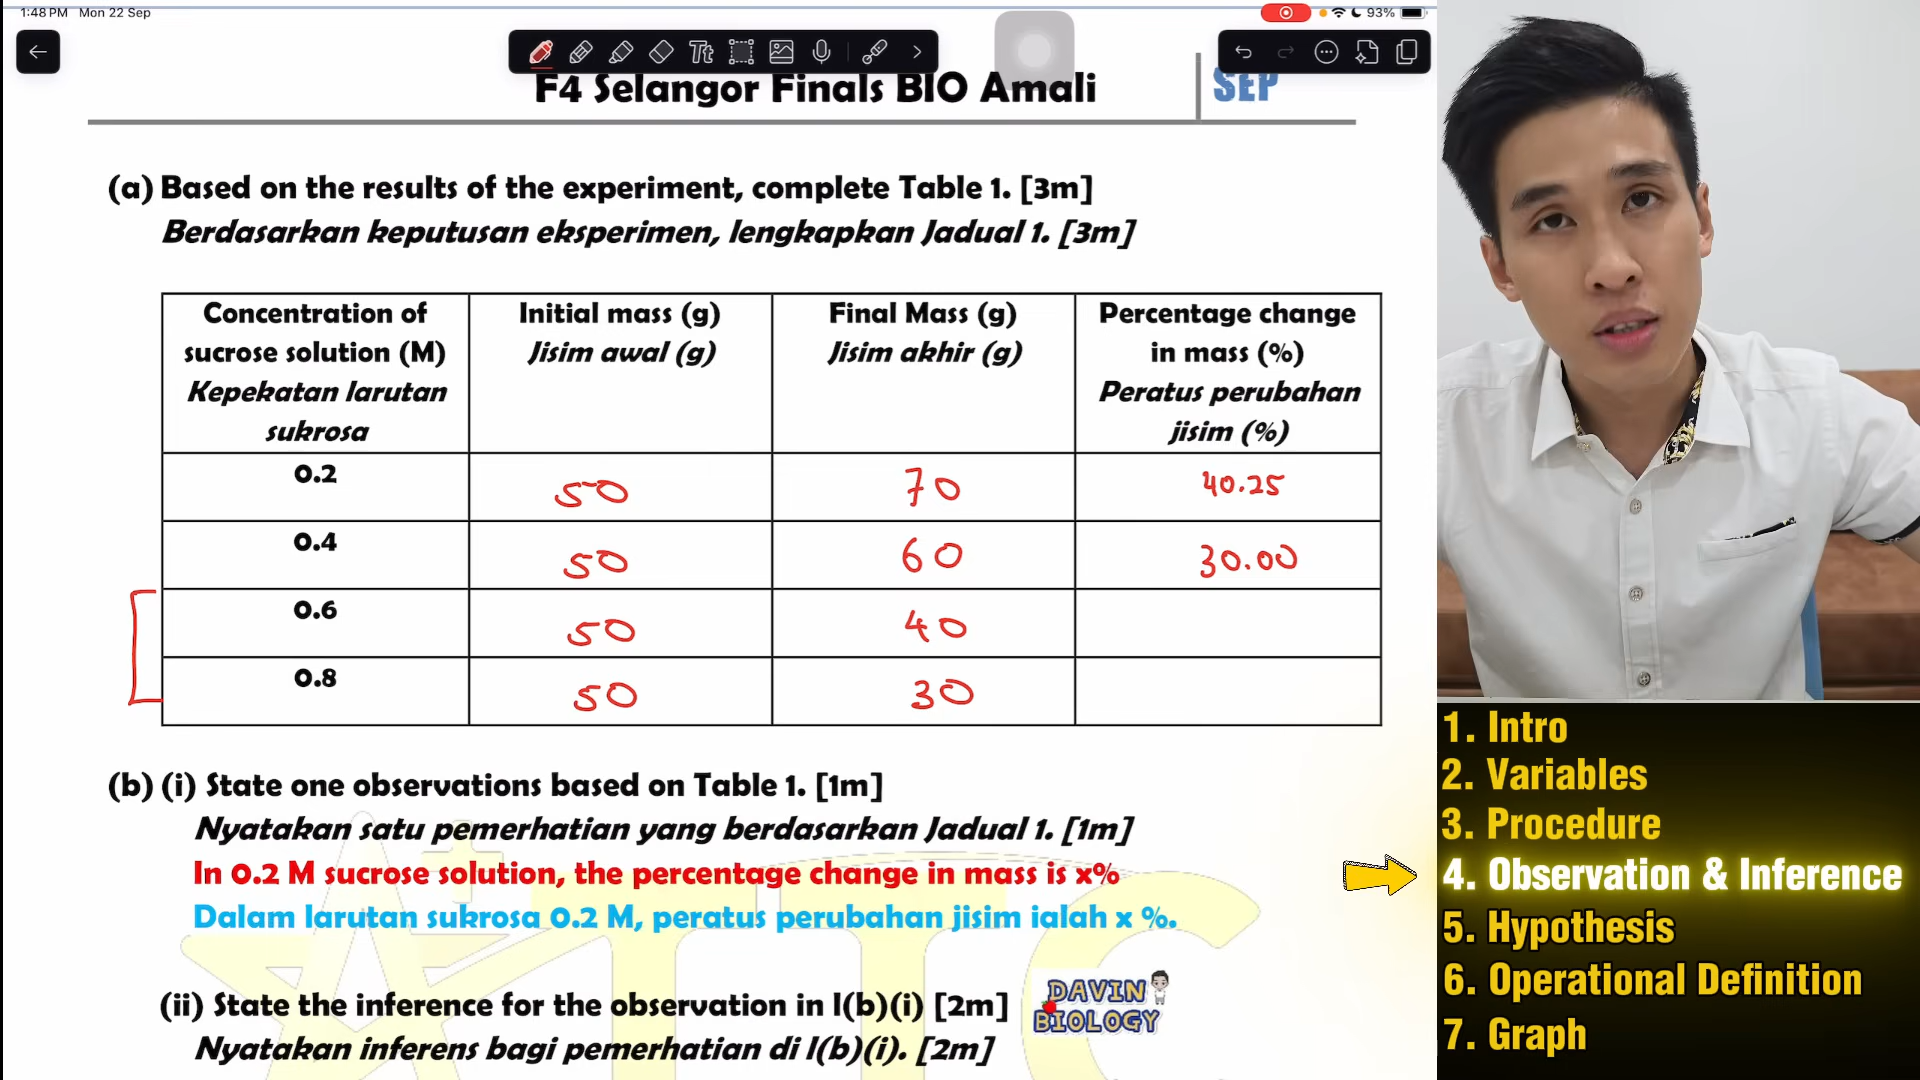 1:48 PM Mon 22 Sep
93%
Tt
F4 Selangor Finals BIO Amali
SEP
(a) Based on the results of the experiment, complete Table 1. [3m]
Berdasarkan keputusan eksperimen, lengkapkan Jadual 1. [3m]
Concentration of
sucrose solution (M)
Kepekatan larutan
sukrosa
Initial mass (g)
Jisim awal (g)
Final Mass (g)
Jisim akhir (g)
Percentage change
in mass (%)
Peratus perubahan
jisim (%)
0.2 50 70 40.25
0.4 50 60 30.00
0.6 50 40
0.8 50 30
(b) (i) State one observations based on Table 1. [1m]
Nyatakan satu pemerhatian yang berdasarkan Jadual 1. [1m]
In 0.2 M sucrose solution, the percentage change in mass is x%
Dalam larutan sukrosa 0.2 M, peratus perubahan jisim ialah x %.
(ii) State the inference for the observation in l(b)(i) [2m]
Nyatakan inferens bagi pemerhatian di l(b)(i). [2m]
DAVIN
BIOLOGY
1. Intro
2. Variables
3. Procedure
4. Observation & Inference
5. Hypothesis
6. Operational Definition
7. Graph